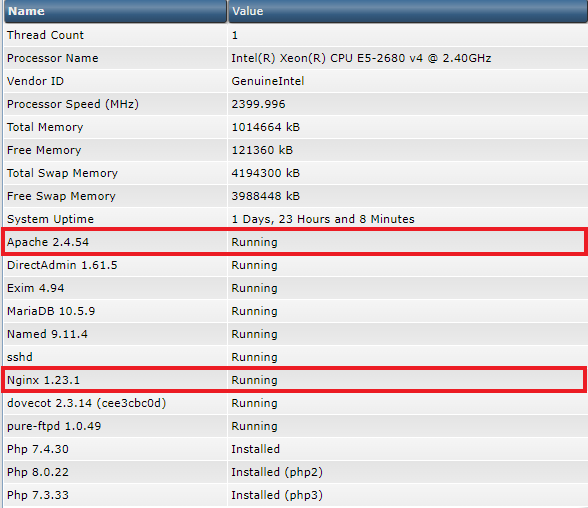 Name Value
Thread Count 1
Processor Name Intel(R) Xeon(R) CPU E5-2680 v4 @ 2.40GHz
Vendor ID GenuineIntel
Processor Speed (MHz) 2399.996
Total Memory 1014664 kB
Free Memory 121360 kB
Total Swap Memory 4194300 kB
Free Swap Memory 3988448 kB
System Uptime 1 Days, 23 Hours and 8 Minutes
Apache 2.4.54 Running
DirectAdmin 1.61.5 Running
Exim 4.94 Running
MariaDB 10.5.9 Running
Named 9.11.4 Running
sshd Running
Nginx 1.23.1 Running
dovecot 2.3.14 (cee3cbc0d) Running
pure-ftpd 1.0.49 Running
Php 7.4.30 Installed
Php 8.0.22 Installed (php2)
Php 7.3.33 Installed (php3)